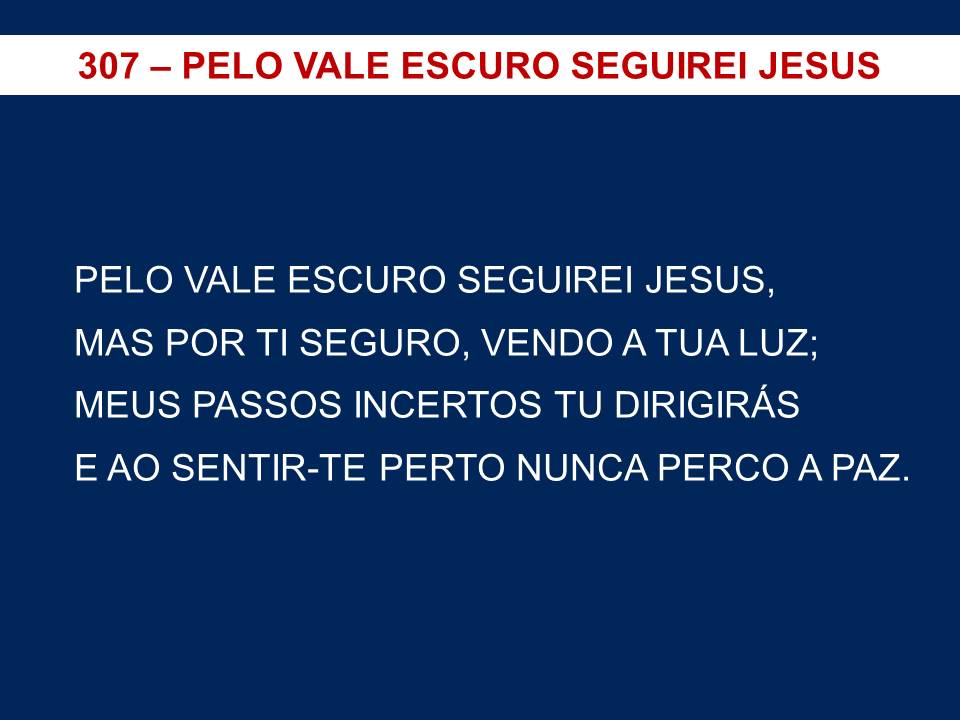 307 – PELO VALE ESCURO SEGUIREI JESUS
PELO VALE ESCURO SEGUIREI JESUS,
MAS POR TI SEGURO, VENDO A TUA LUZ;
MEUS PASSOS INCERTOS TU DIRIGIRÁS
E AO SENTIR-TE PERTO NUNCA PERCO A PAZ.